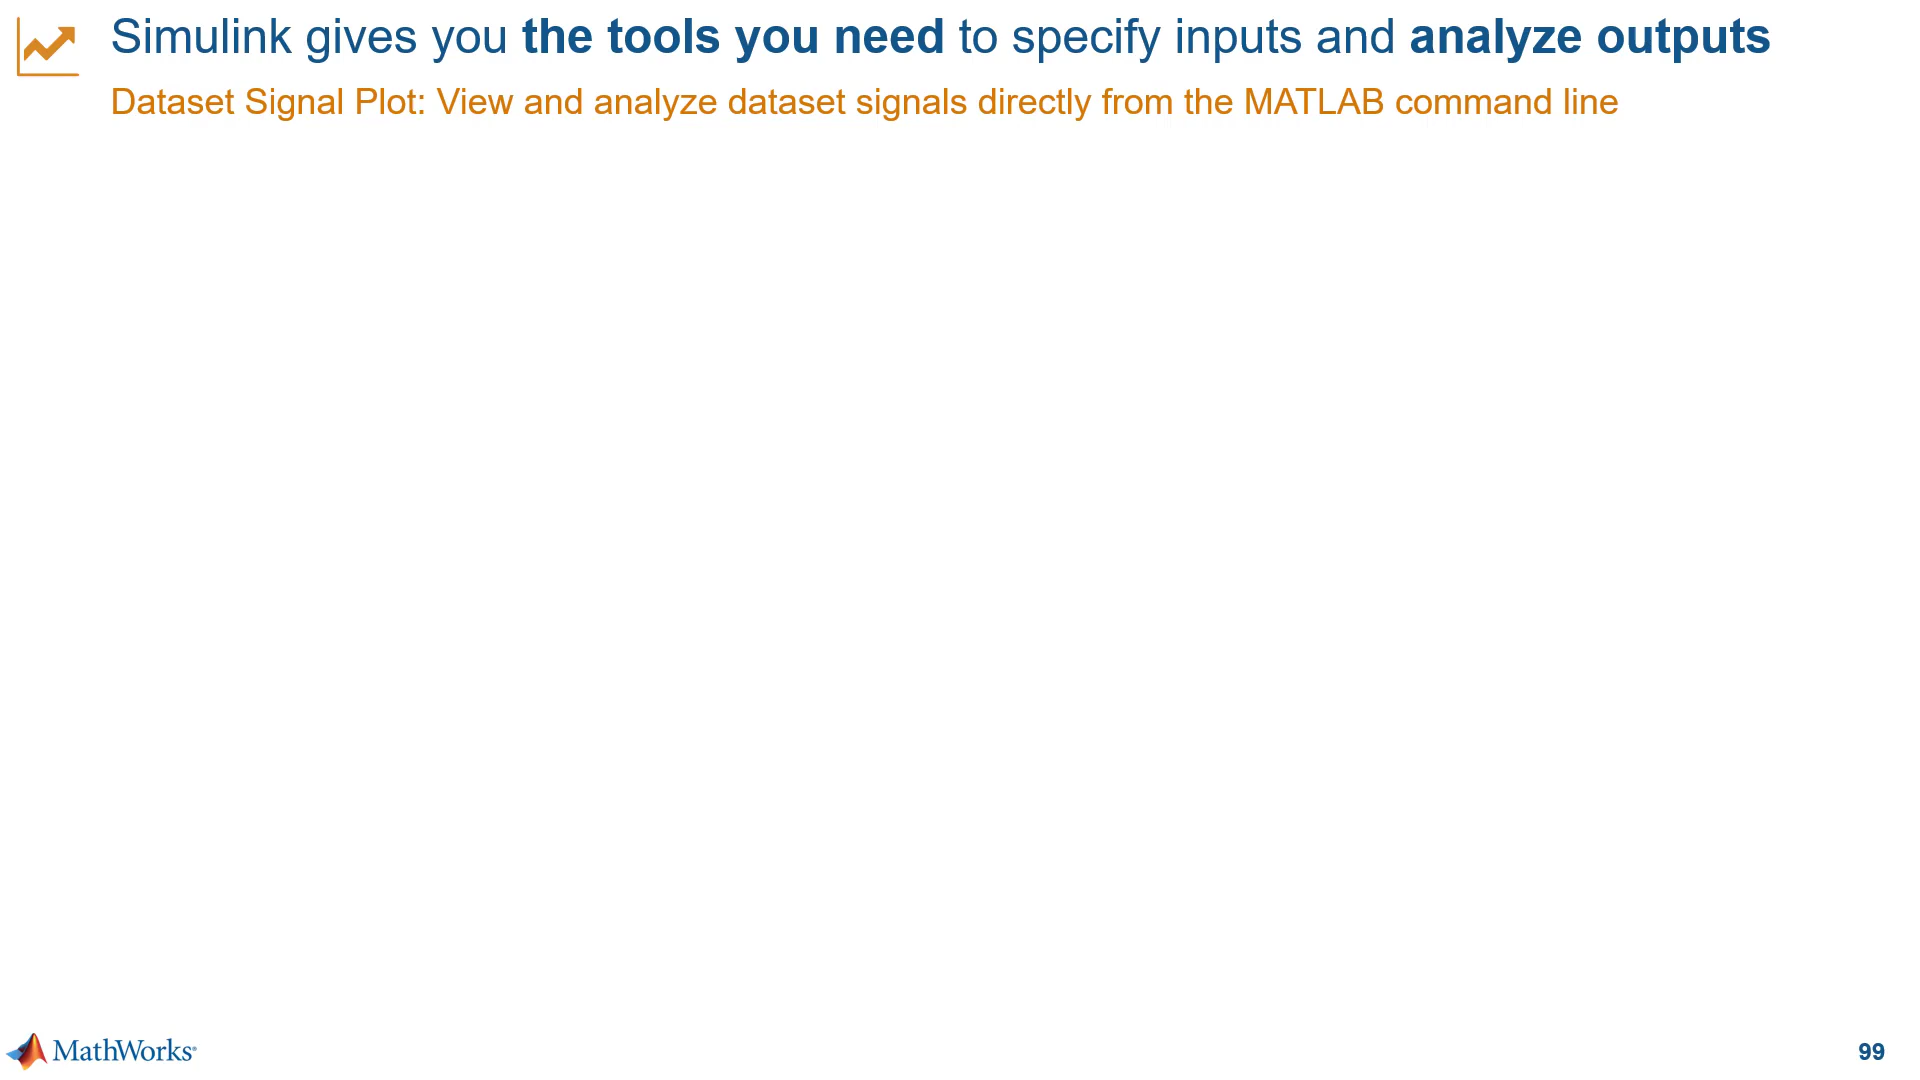 Simulink gives you the tools you need to specify inputs and analyze outputs
Dataset Signal Plot: View and analyze dataset signals directly from the MATLAB command line
MathWorks®
99